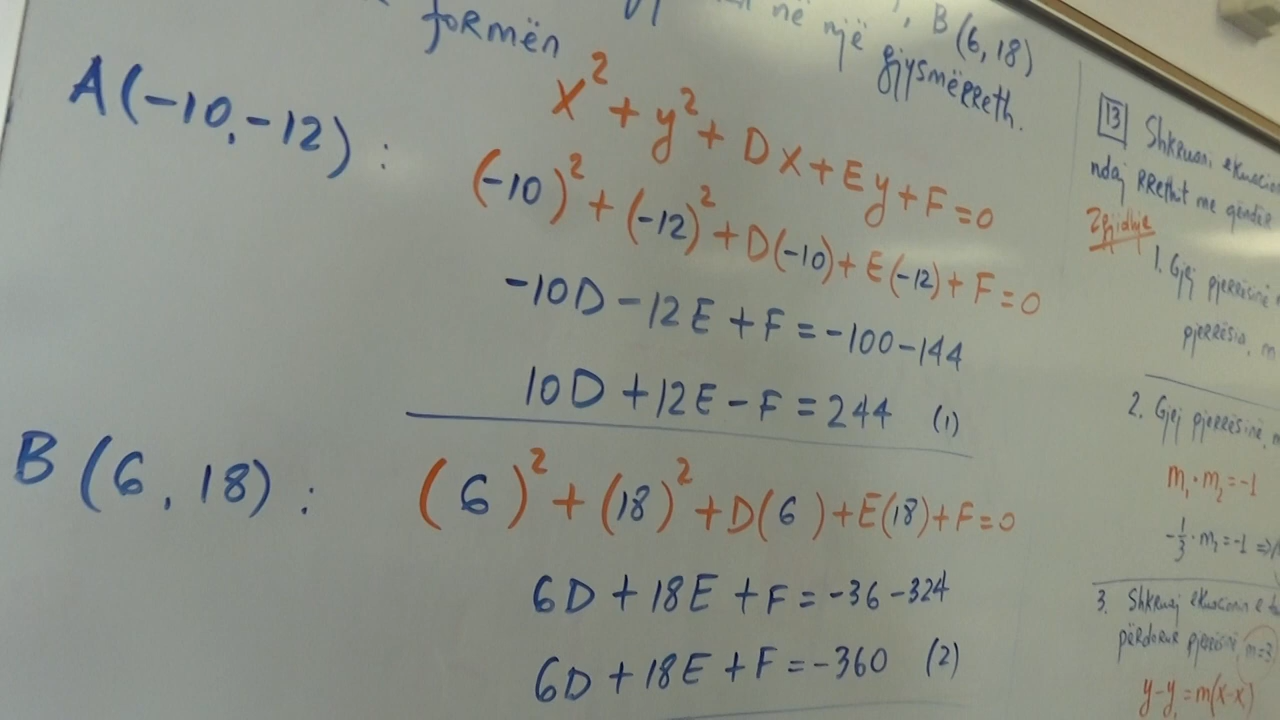 në një , B(6,18)
formën gjysmërreth.
A(-10,-12): x² + y² + Dx + Ey + F = 0
(-10)² + (-12)² + D(-10) + E(-12) + F = 0
-10D - 12E + F = -100 - 144
10D + 12E - F = 244 (1)
B(6, 18): (6)² + (18)² + D(6) + E(18) + F = 0
6D + 18E + F = -36 - 324
6D + 18E + F = -360 (2)
13 Shkruani
ndaj rrethit me qendër
Zgjidhje
1. Gjej pjerrësinë
pjerrësia, m
2. Gjej pjerrësinë, m
m₁ · m₂ = -1
-1/3 · m₂ = -1 =>
3. Shkruaj ekuacionin e
përdorur pjerrësinë m=3
y - y₁ = m(x - x₁)